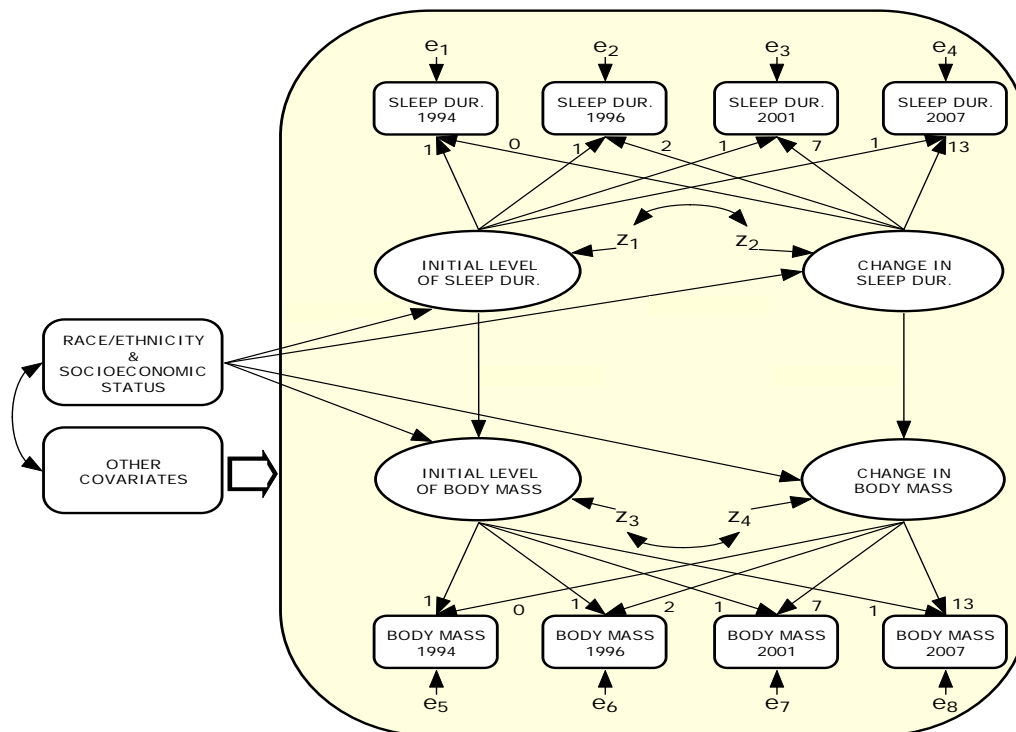 e1 e2 e3 e4
SLEEP DUR. SLEEP DUR. SLEEP DUR. SLEEP DUR.
1994 1996 2001 2007
1 0 1 2 1 7 1 13
z1 z2
INITIAL LEVEL CHANGE IN
OF SLEEP DUR. SLEEP DUR.
RACE/ETHNICITY
&
SOCIOECONOMIC
STATUS
OTHER
COVARIATES
INITIAL LEVEL CHANGE IN
OF BODY MASS BODY MASS
z3 z4
1 0 1 2 1 7 1 13
BODY MASS BODY MASS BODY MASS BODY MASS
1994 1996 2001 2007
e5 e6 e7 e8